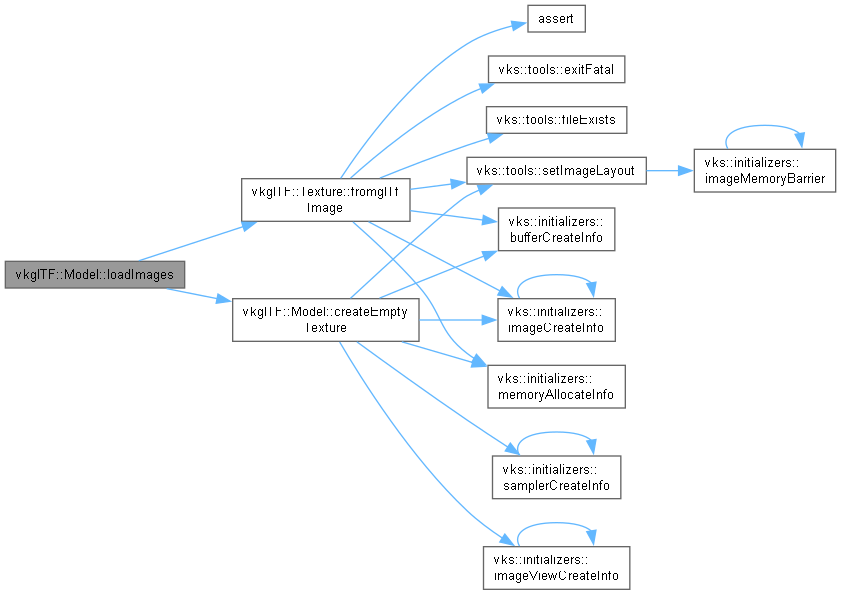 assert
vks::tools::exitFatal
vks::tools::fileExists
vks::tools::setImageLayout
vks::initializers::
imageMemoryBarrier
vkglTF::Texture::fromglTf
Image
vks::initializers::
bufferCreateInfo
vkglTF::Model::loadImages
vkglTF::Model::createEmpty
Texture
vks::initializers::
imageCreateInfo
vks::initializers::
memoryAllocateInfo
vks::initializers::
samplerCreateInfo
vks::initializers::
imageViewCreateInfo